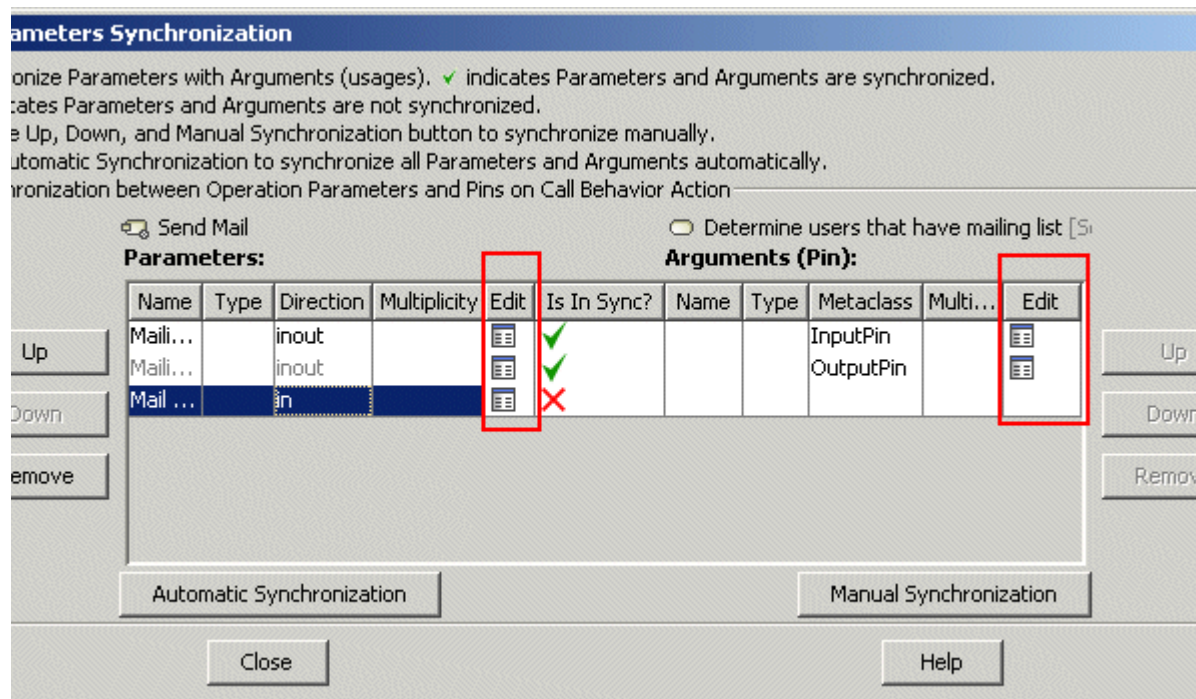 ameters Synchronization
onize Parameters with Arguments (usages). indicates Parameters and Arguments are synchronized.
cates Parameters and Arguments are not synchronized.
e Up, Down, and Manual Synchronization button to synchronize manually.
utomatic Synchronization to synchronize all Parameters and Arguments automatically.
hronization between Operation Parameters and Pins on Call Behavior Action
Send Mail Determine users that have mailing list [S
Parameters: Arguments (Pin):
Name Type Direction Multiplicity Edit Is In Sync? Name Type Metaclass Multi... Edit
Maili... inout InputPin
Maili... inout OutputPin
Mail ... in
Up Up
Down Down
emove Remov
Automatic Synchronization Manual Synchronization
Close Help